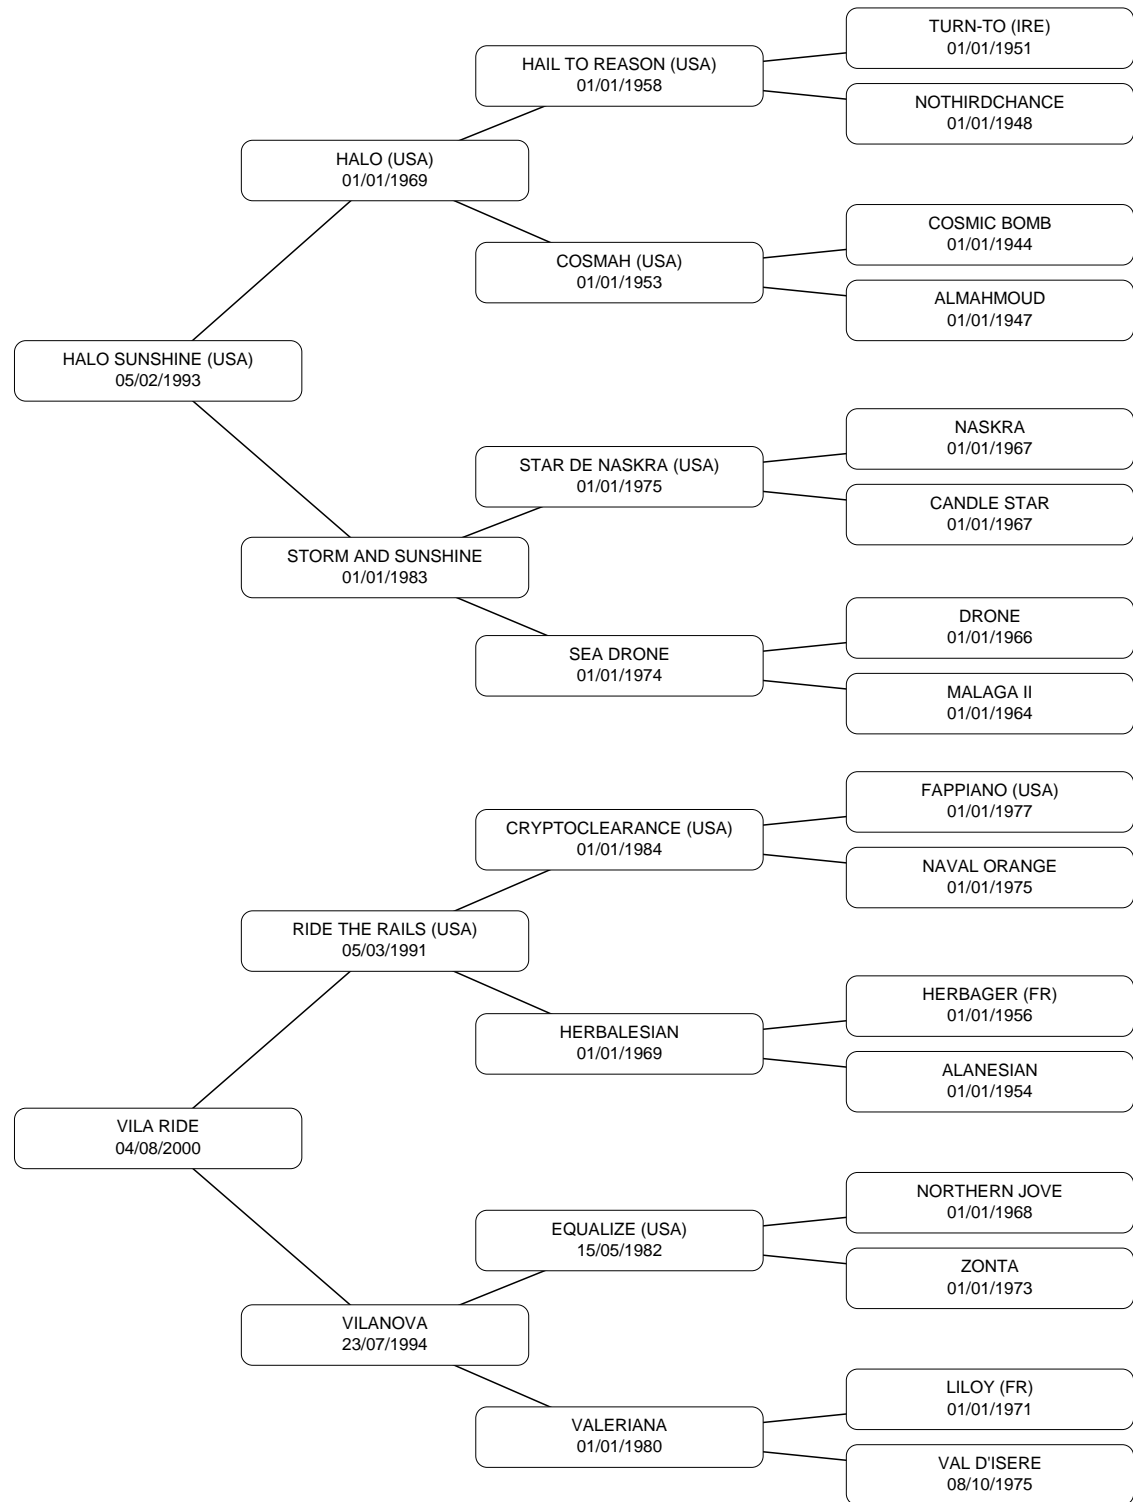 TURN-TO (IRE)
01/01/1951
HAIL TO REASON (USA)
01/01/1958
NOTHIRDCHANCE
01/01/1948
HALO (USA)
01/01/1969
COSMIC BOMB
01/01/1944
COSMAH (USA)
01/01/1953
ALMAHMOUD
01/01/1947
HALO SUNSHINE (USA)
05/02/1993
NASKRA
01/01/1967
STAR DE NASKRA (USA)
01/01/1975
CANDLE STAR
01/01/1967
STORM AND SUNSHINE
01/01/1983
DRONE
01/01/1966
SEA DRONE
01/01/1974
MALAGA II
01/01/1964
FAPPIANO (USA)
01/01/1977
CRYPTOCLEARANCE (USA)
01/01/1984
NAVAL ORANGE
01/01/1975
RIDE THE RAILS (USA)
05/03/1991
HERBAGER (FR)
01/01/1956
HERBALESIAN
01/01/1969
ALANESIAN
01/01/1954
VILA RIDE
04/08/2000
NORTHERN JOVE
01/01/1968
EQUALIZE (USA)
15/05/1982
ZONTA
01/01/1973
VILANOVA
23/07/1994
LILOY (FR)
01/01/1971
VALERIANA
01/01/1980
VAL D'ISERE
08/10/1975